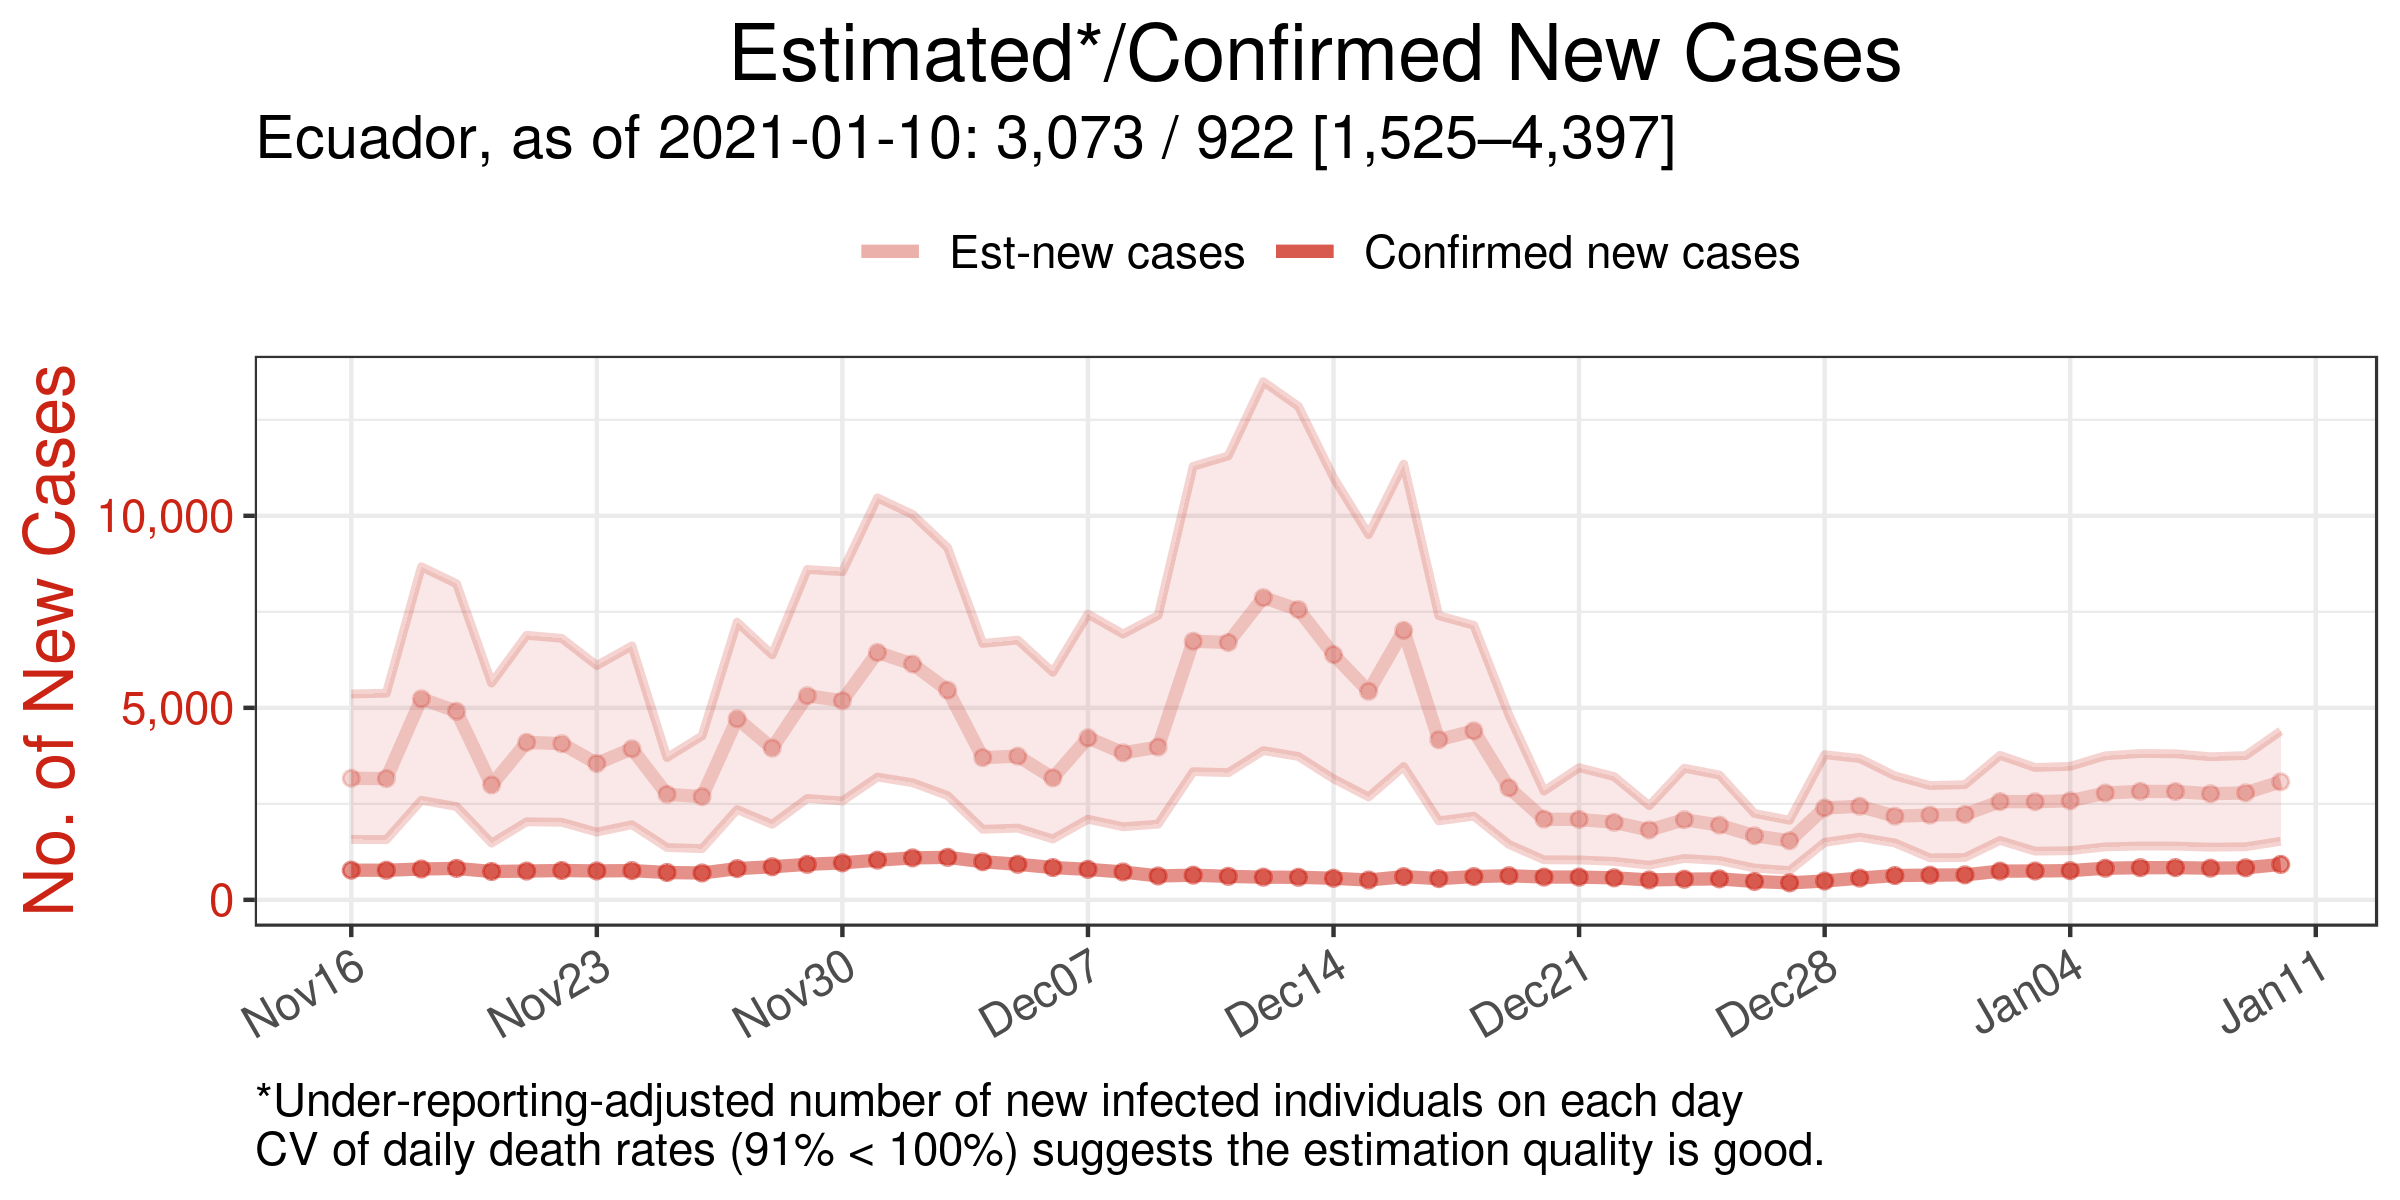 Estimated*/Confirmed New Cases
Ecuador, as of 2021-01-10: 3,073 / 922 [1,525–4,397]
Est-new cases
Confirmed new cases
No. of New Cases
10,000
5,000
0
Nov16
Nov23
Nov30
Dec07
Dec14
Dec21
Dec28
Jan04
Jan11
*Under-reporting-adjusted number of new infected individuals on each day
CV of daily death rates (91% < 100%) suggests the estimation quality is good.